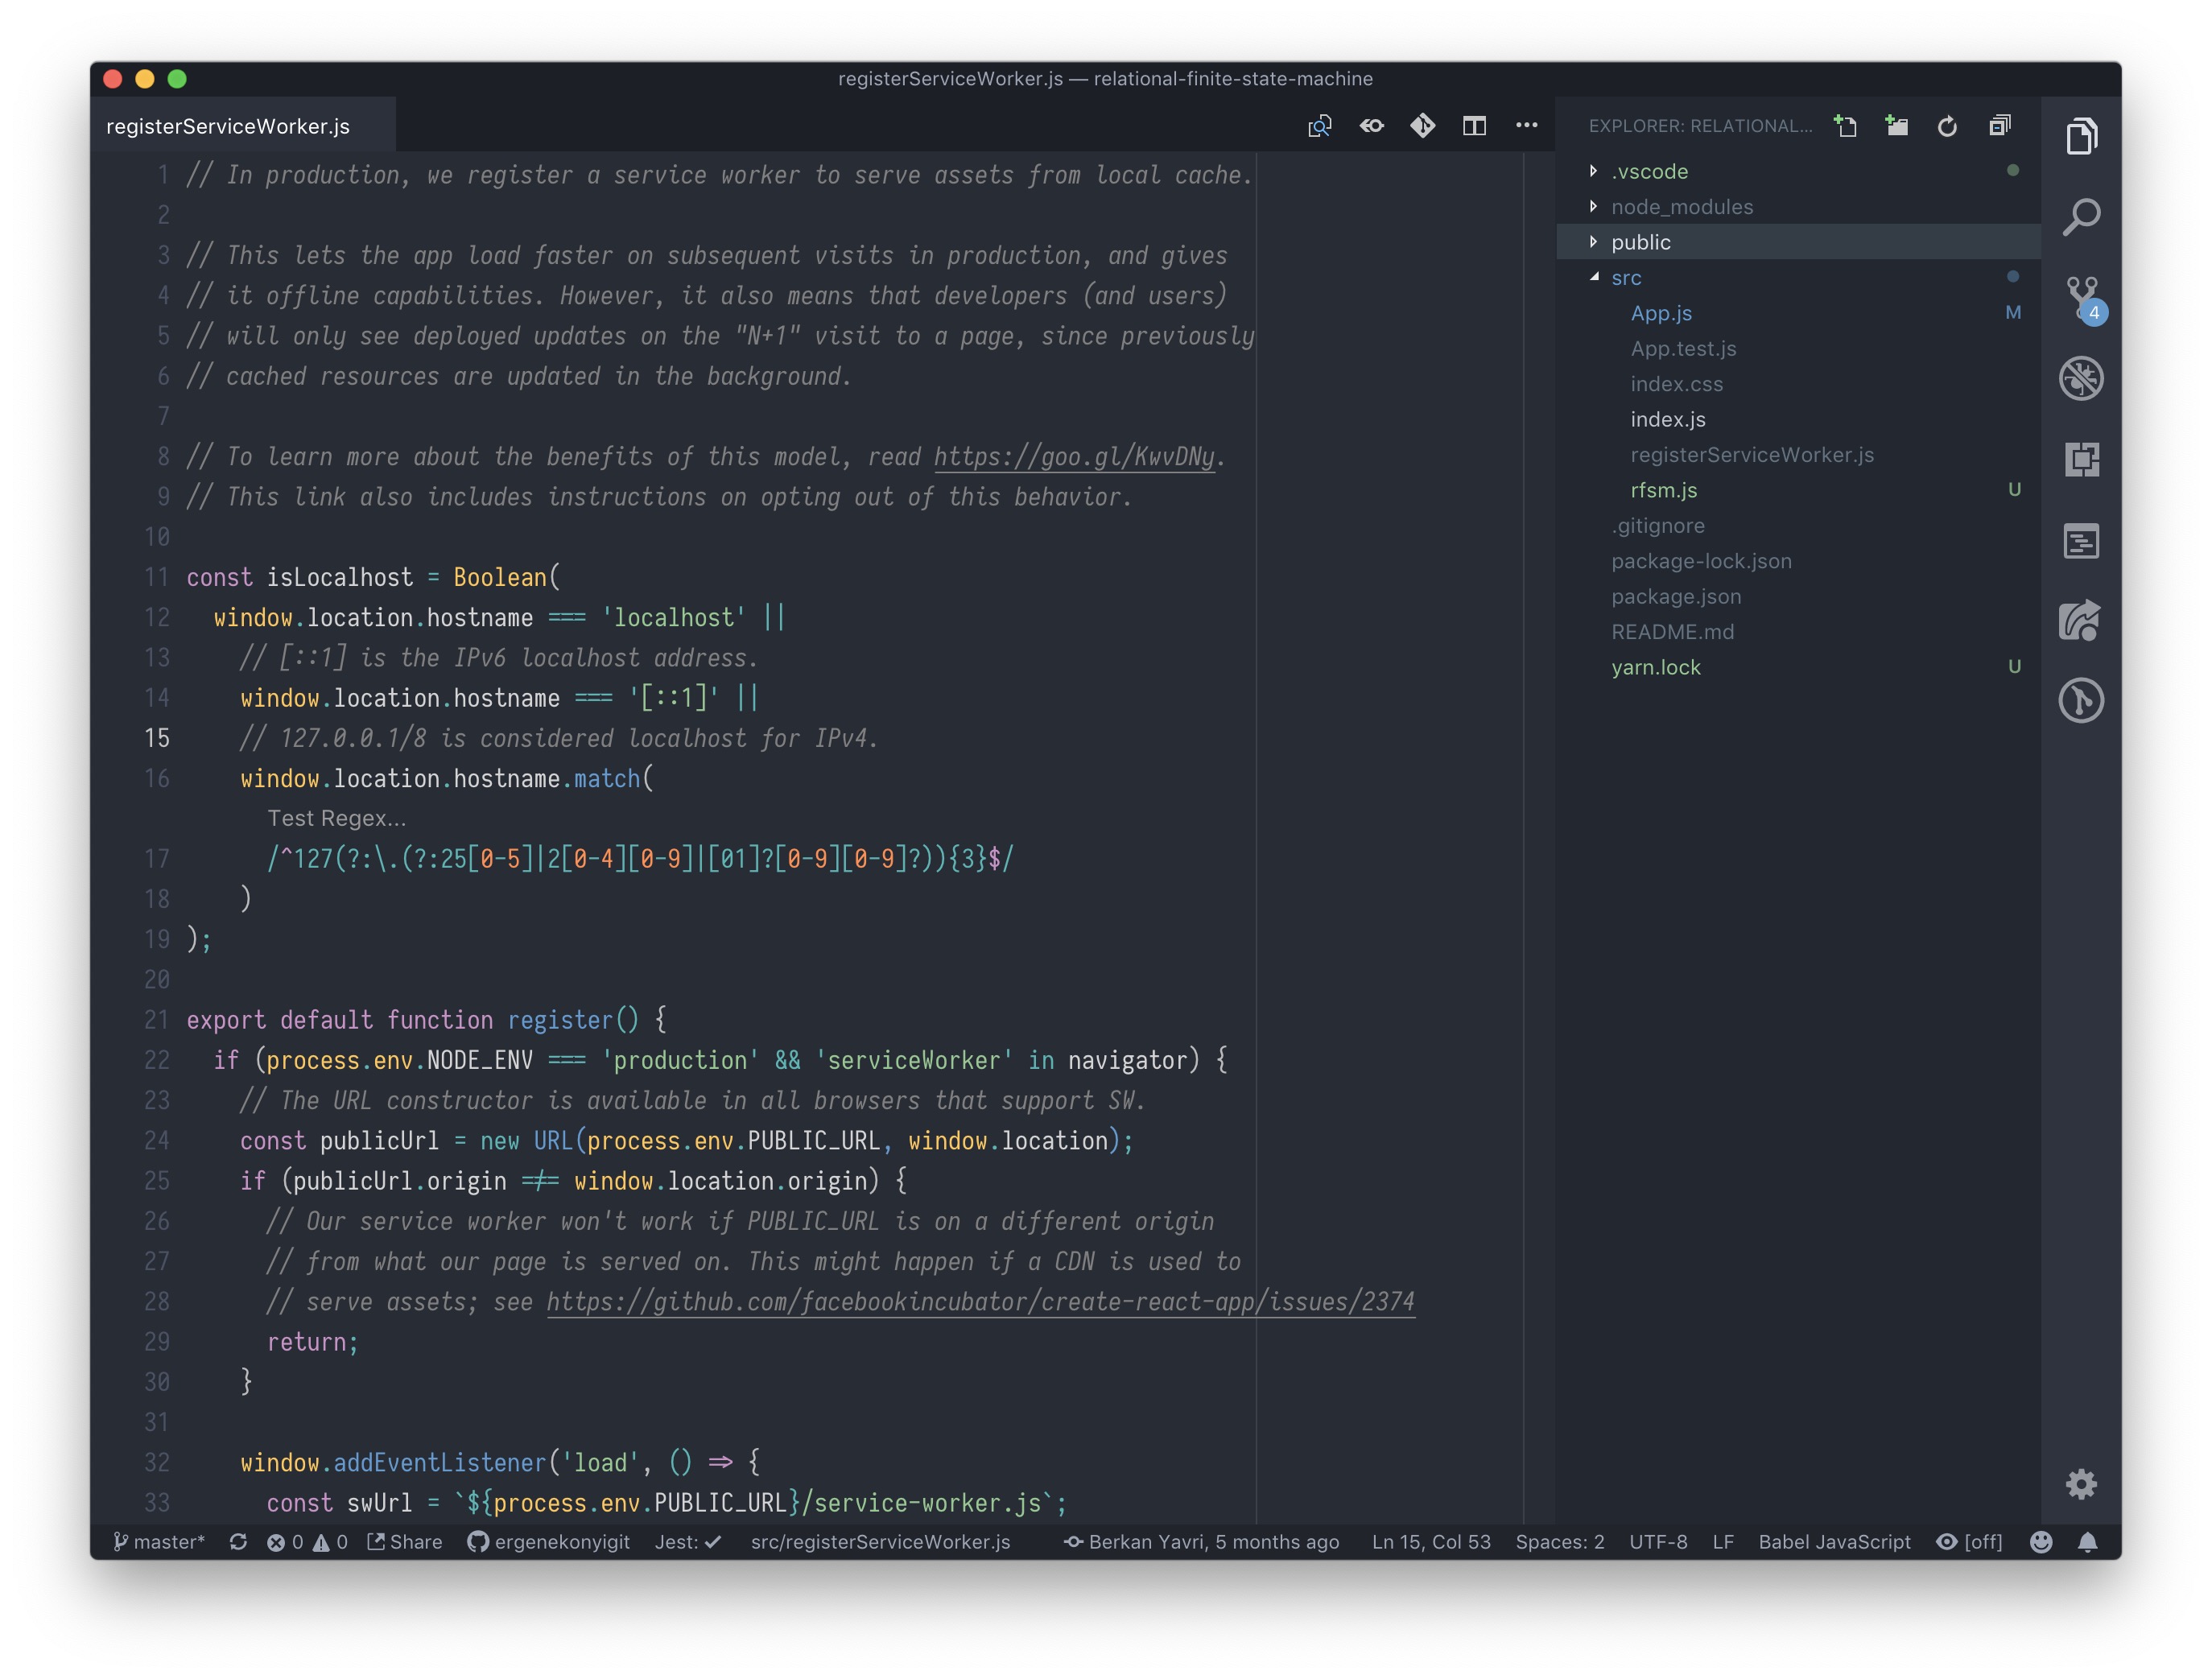 registerServiceWorker.js — relational-finite-state-machine
registerServiceWorker.js
1 // In production, we register a service worker to serve assets from local cache.
2
3 // This lets the app load faster on subsequent visits in production, and gives
4 // it offline capabilities. However, it also means that developers (and users)
5 // will only see deployed updates on the "N+1" visit to a page, since previously
6 // cached resources are updated in the background.
7
8 // To learn more about the benefits of this model, read https://goo.gl/KwvDNy.
9 // This link also includes instructions on opting out of this behavior.
10
11 const isLocalhost = Boolean(
12   window.location.hostname === 'localhost' ||
13     // [::1] is the IPv6 localhost address.
14     window.location.hostname === '[::1]' ||
15     // 127.0.0.1/8 is considered localhost for IPv4.
16     window.location.hostname.match(
Test Regex...
17       /^127(?:\.(?:25[0-5]|2[0-4][0-9]|[01]?[0-9][0-9]?)){3}$/
18     )
19 );
20
21 export default function register() {
22   if (process.env.NODE_ENV === 'production' && 'serviceWorker' in navigator) {
23     // The URL constructor is available in all browsers that support SW.
24     const publicUrl = new URL(process.env.PUBLIC_URL, window.location);
25     if (publicUrl.origin !== window.location.origin) {
26       // Our service worker won't work if PUBLIC_URL is on a different origin
27       // from what our page is served on. This might happen if a CDN is used to
28       // serve assets; see https://github.com/facebookincubator/create-react-app/issues/2374
29       return;
30     }
31
32     window.addEventListener('load', () => {
33       const swUrl = `${process.env.PUBLIC_URL}/service-worker.js`;
EXPLORER: RELATIONAL...
.vscode
node_modules
public
src
App.js M
App.test.js
index.css
index.js
registerServiceWorker.js
rfsm.js U
.gitignore
package-lock.json
package.json
README.md
yarn.lock U
4
master* 0 0 Share ergenekonyigit Jest: ✓ src/registerServiceWorker.js Berkan Yavri, 5 months ago Ln 15, Col 53 Spaces: 2 UTF-8 LF Babel JavaScript [off]